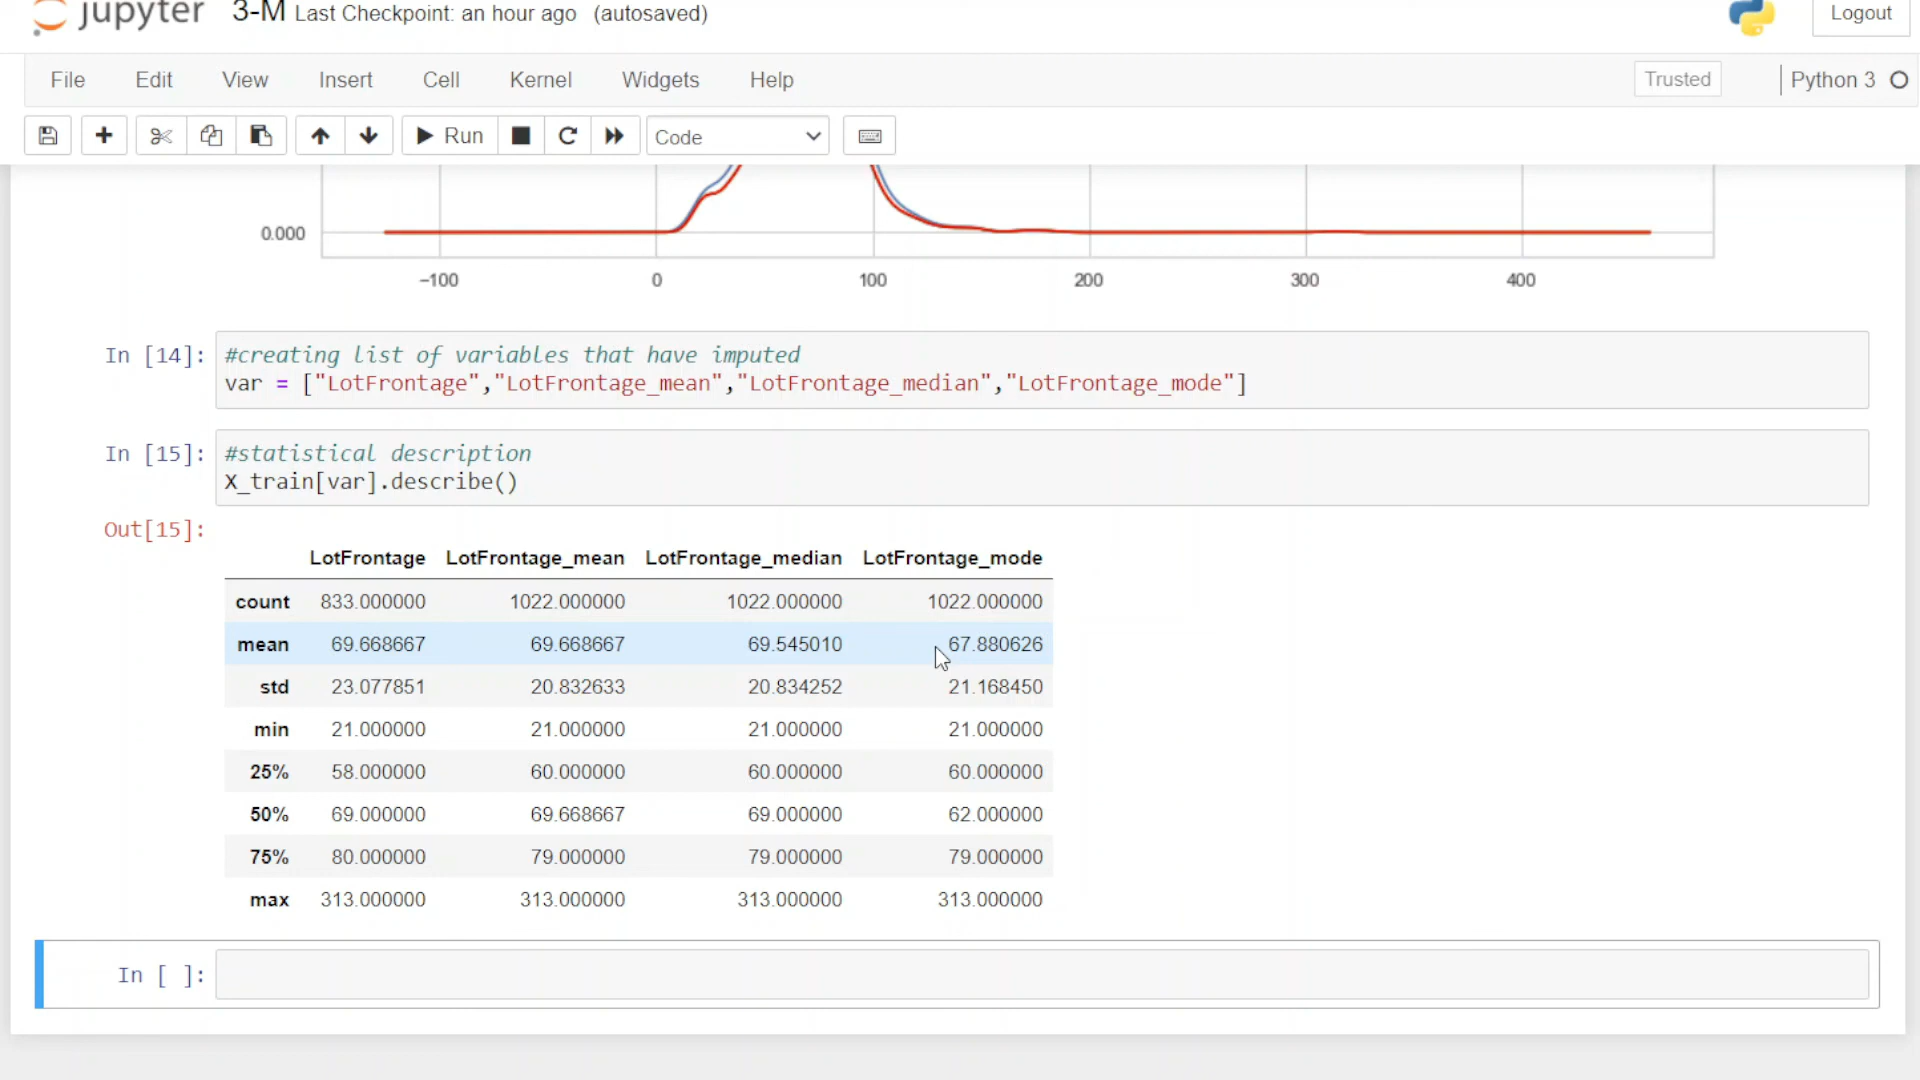 jupyter 3-M Last Checkpoint: an hour ago (autosaved) Logout
File Edit View Insert Cell Kernel Widgets Help Trusted Python 3
Run Code
0.000
−100 0 100 200 300 400
In [14]: #creating list of variables that have imputed
var = ["LotFrontage","LotFrontage_mean","LotFrontage_median","LotFrontage_mode"]
In [15]: #statistical description
X_train[var].describe()
Out[15]:
LotFrontage LotFrontage_mean LotFrontage_median LotFrontage_mode
count 833.000000 1022.000000 1022.000000 1022.000000
mean 69.668667 69.668667 69.545010 67.880626
std 23.077851 20.832633 20.834252 21.168450
min 21.000000 21.000000 21.000000 21.000000
25% 58.000000 60.000000 60.000000 60.000000
50% 69.000000 69.668667 69.000000 62.000000
75% 80.000000 79.000000 79.000000 79.000000
max 313.000000 313.000000 313.000000 313.000000
In [ ]: